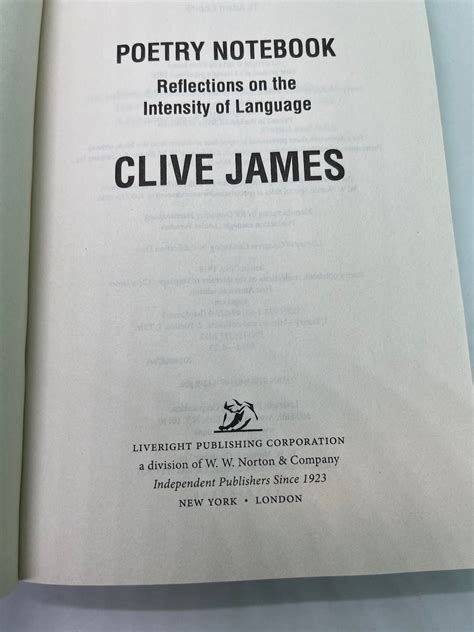 POETRY NOTEBOOK
Reflections on the
Intensity of Language
CLIVE JAMES
LIVERIGHT PUBLISHING CORPORATION
a division of W. W. Norton & Company
Independent Publishers Since 1923
NEW YORK • LONDON